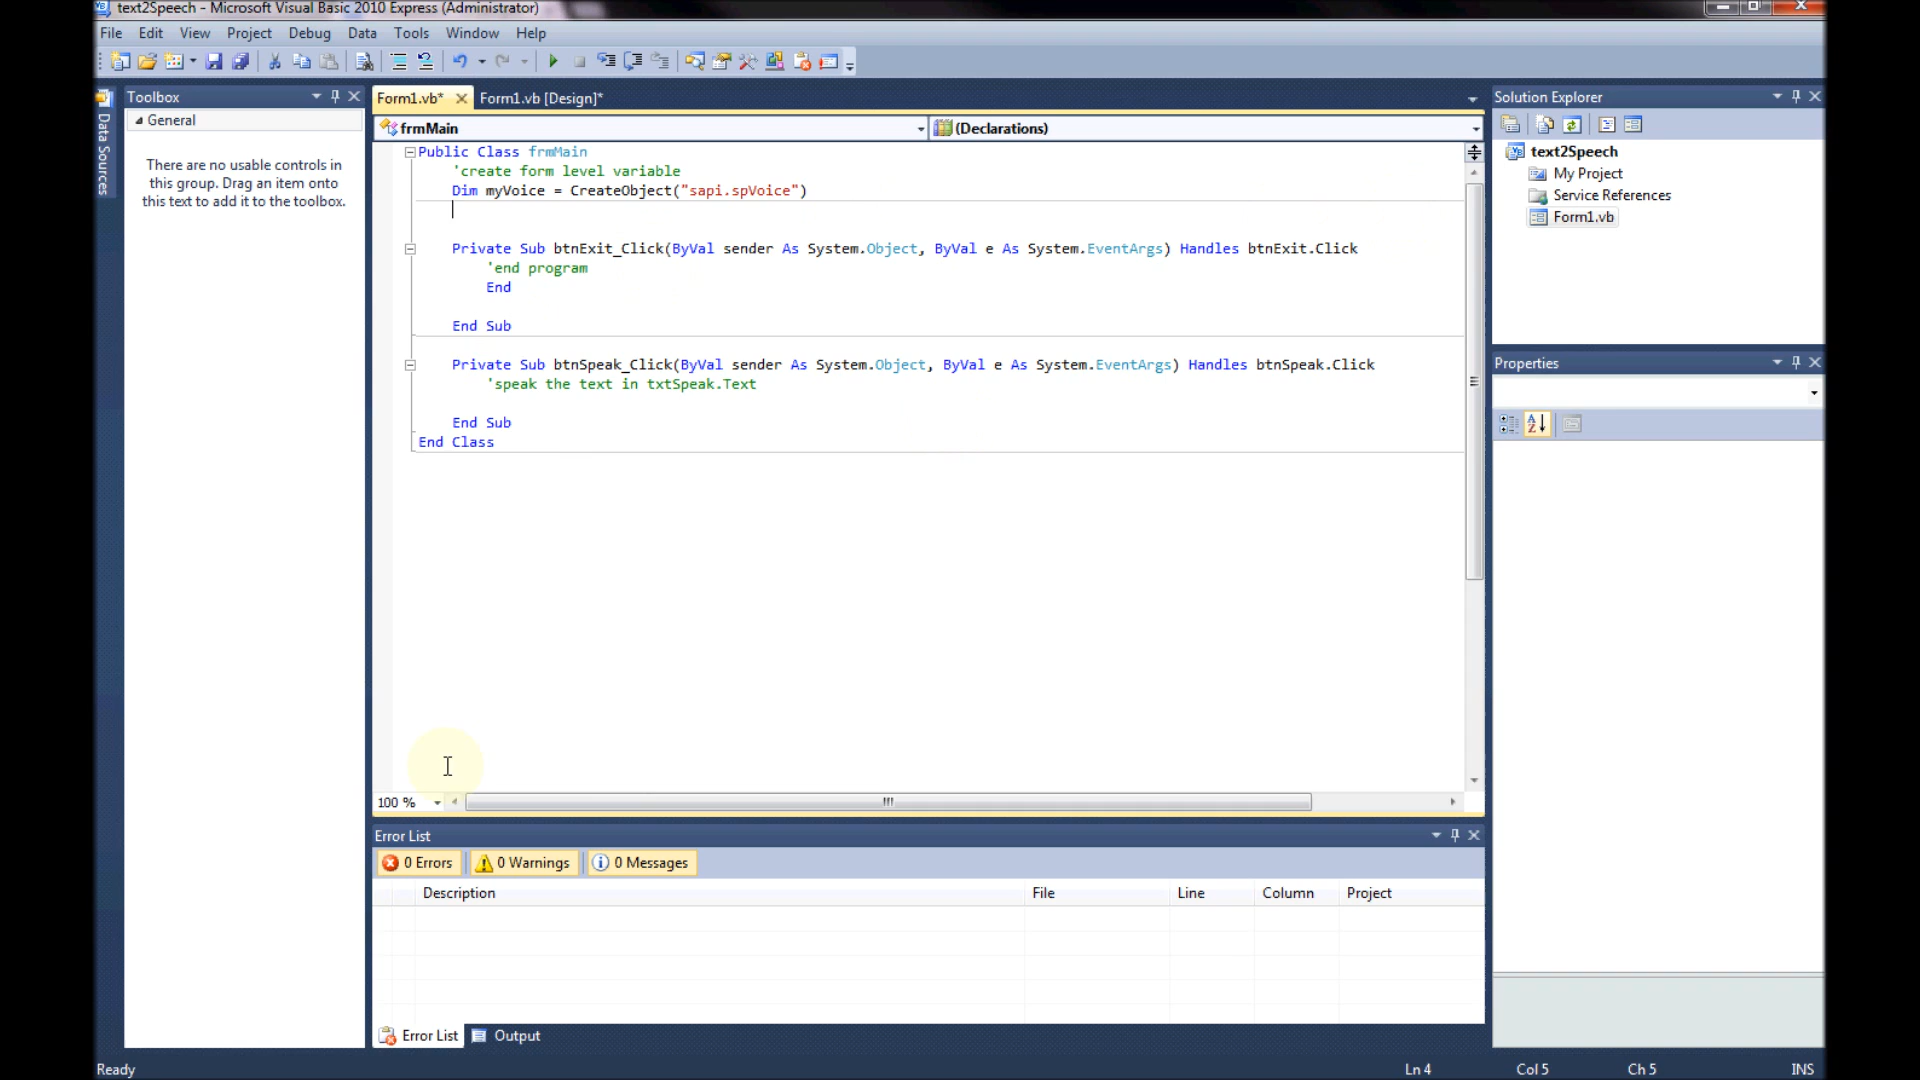 text2Speech - Microsoft Visual Basic 2010 Express (Administrator)
File Edit View Project Debug Data Tools Window Help
Data Sources
Toolbox
General
There are no usable controls in
this group. Drag an item onto
this text to add it to the toolbox.
Form1.vb* Form1.vb [Design]*
frmMain (Declarations)
Public Class frmMain
'create form level variable
Dim myVoice = CreateObject("sapi.spVoice")
Private Sub btnExit_Click(ByVal sender As System.Object, ByVal e As System.EventArgs) Handles btnExit.Click
'end program
End
End Sub
Private Sub btnSpeak_Click(ByVal sender As System.Object, ByVal e As System.EventArgs) Handles btnSpeak.Click
'speak the text in txtSpeak.Text
End Sub
End Class
100 %
Solution Explorer
text2Speech
My Project
Service References
Form1.vb
Properties
Error List
0 Errors 0 Warnings 0 Messages
Description File Line Column Project
Error List Output
Ready Ln 4 Col 5 Ch 5 INS